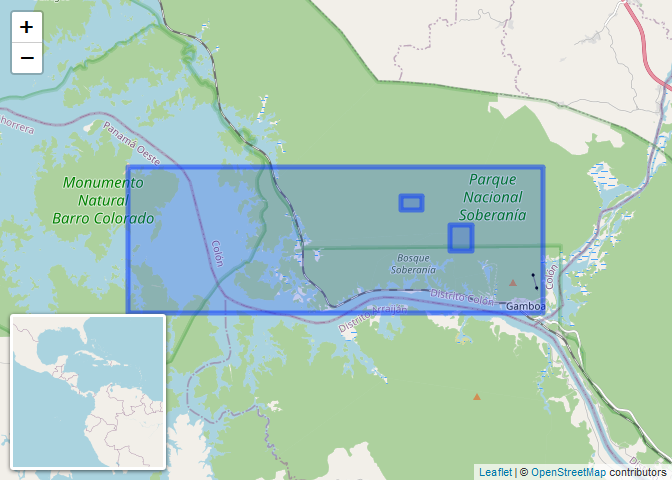 +
−
horrera
Panamá Oeste
Monumento
Natural
Barro Colorado
Parque
Nacional
Soberanía
Colón
Bosque
Soberanía
Colón
Distrito Colón
Gamboa
Distrito Arraiján
Leaflet | © OpenStreetMap contributors